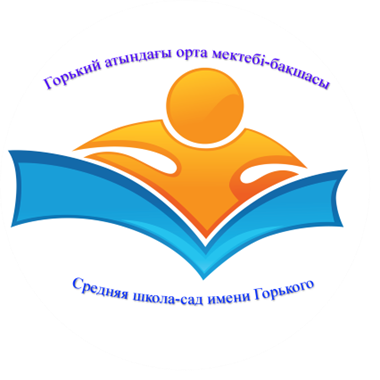 Горький атындағы орта мектебі-бақшасы
Средняя школа-сад имени Горького